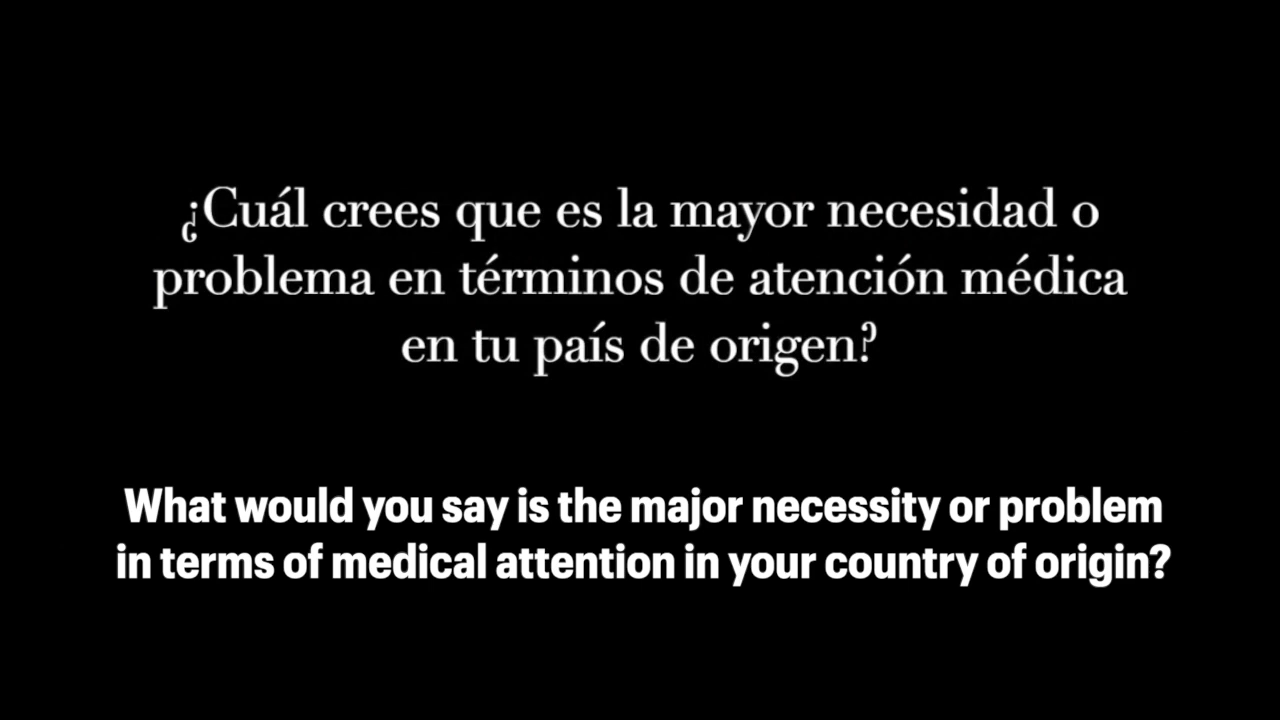 ¿Cuál crees que es la mayor necesidad o
problema en términos de atención médica
en tu país de origen?
What would you say is the major necessity or problem
in terms of medical attention in your country of origin?